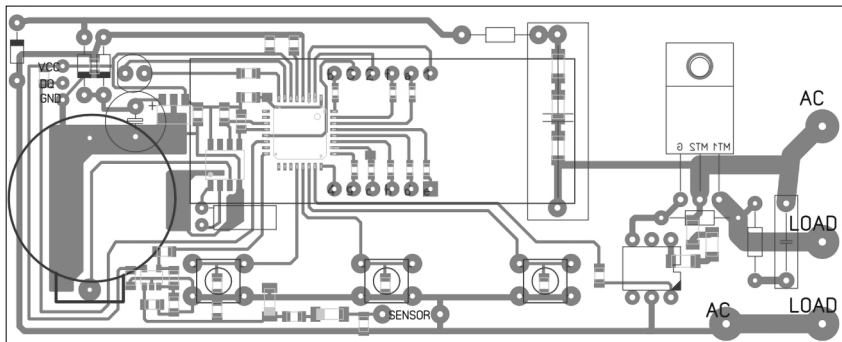 VCC
DQ
GND
+
AC
G MT2 MT1
LOAD
SENSOR
AC
LOAD